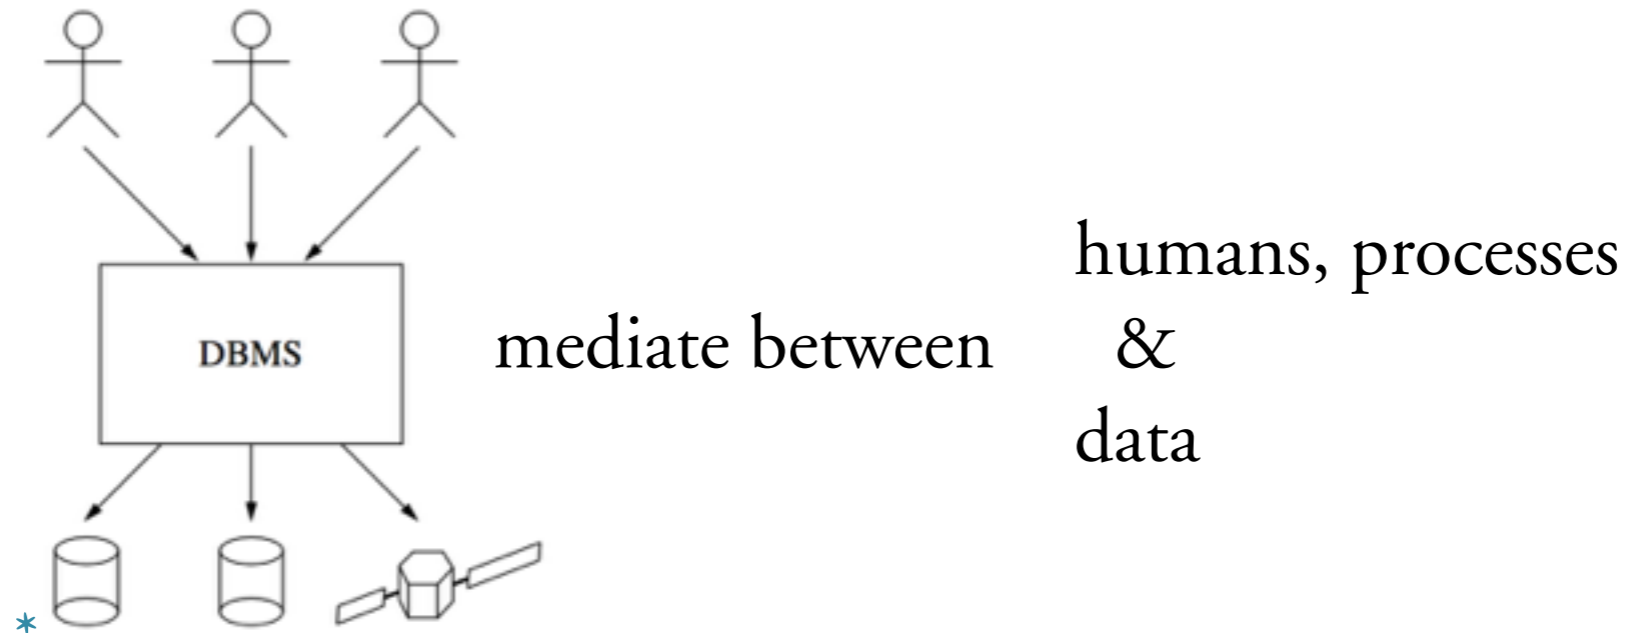 DBMS
mediate between
humans, processes
&
data
*